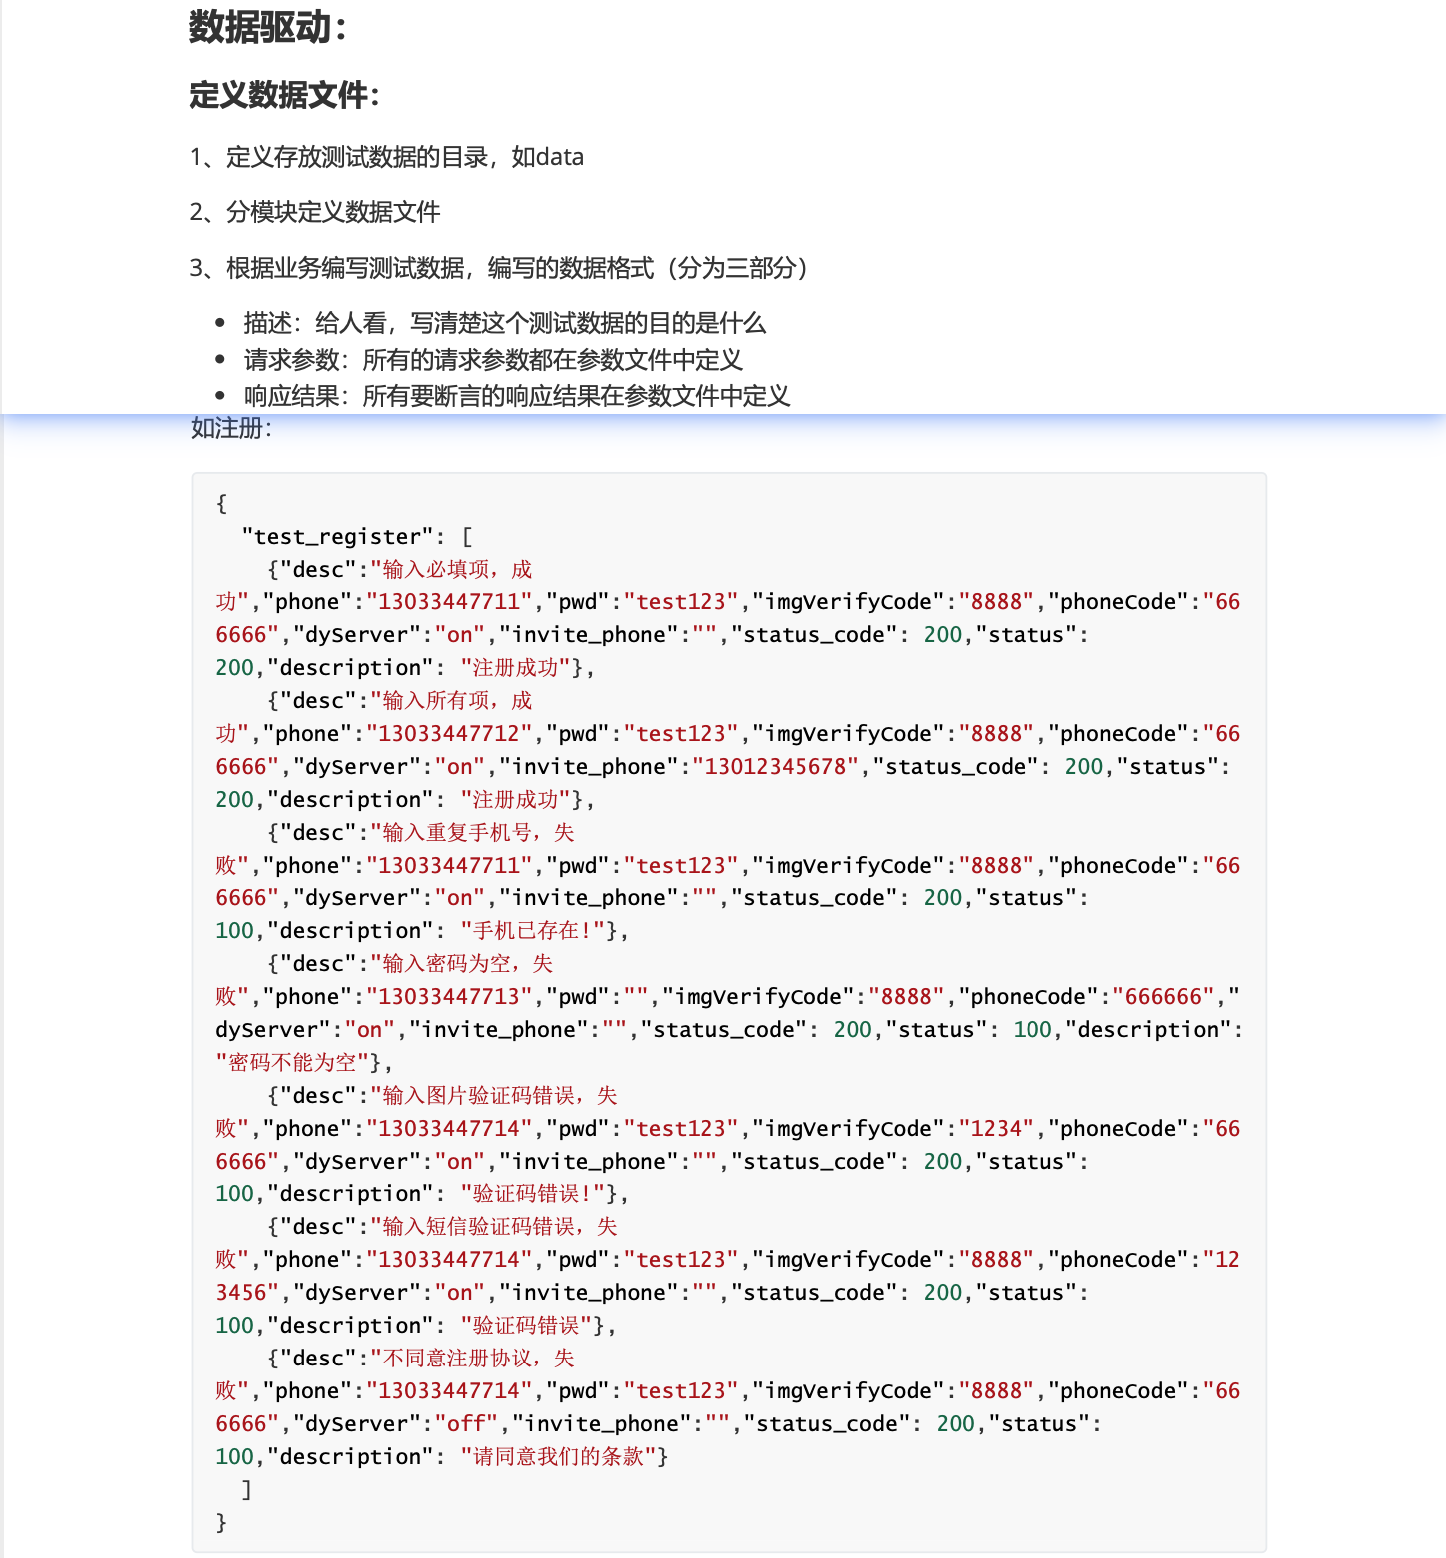 数据驱动：
定义数据文件：
1、定义存放测试数据的目录，如data
2、分模块定义数据文件
3、根据业务编写测试数据，编写的数据格式（分为三部分）
• 描述：给人看，写清楚这个测试数据的目的是什么
• 请求参数：所有的请求参数都在参数文件中定义
• 响应结果：所有要断言的响应结果在参数文件中定义
如注册：
{
  "test_register": [
    {"desc":"输入必填项，成
功","phone":"13033447711","pwd":"test123","imgVerifyCode":"8888","phoneCode":"66
6666","dyServer":"on","invite_phone":"","status_code": 200,"status":
200,"description": "注册成功"},
    {"desc":"输入所有项，成
功","phone":"13033447712","pwd":"test123","imgVerifyCode":"8888","phoneCode":"66
6666","dyServer":"on","invite_phone":"13012345678","status_code": 200,"status":
200,"description": "注册成功"},
    {"desc":"输入重复手机号，失
败","phone":"13033447711","pwd":"test123","imgVerifyCode":"8888","phoneCode":"66
6666","dyServer":"on","invite_phone":"","status_code": 200,"status":
100,"description": "手机已存在!"},
    {"desc":"输入密码为空，失
败","phone":"13033447713","pwd":"","imgVerifyCode":"8888","phoneCode":"666666","
dyServer":"on","invite_phone":"","status_code": 200,"status": 100,"description":
"密码不能为空"},
    {"desc":"输入图片验证码错误，失
败","phone":"13033447714","pwd":"test123","imgVerifyCode":"1234","phoneCode":"66
6666","dyServer":"on","invite_phone":"","status_code": 200,"status":
100,"description": "验证码错误!"},
    {"desc":"输入短信验证码错误，失
败","phone":"13033447714","pwd":"test123","imgVerifyCode":"8888","phoneCode":"12
3456","dyServer":"on","invite_phone":"","status_code": 200,"status":
100,"description": "验证码错误"},
    {"desc":"不同意注册协议，失
败","phone":"13033447714","pwd":"test123","imgVerifyCode":"8888","phoneCode":"66
6666","dyServer":"off","invite_phone":"","status_code": 200,"status":
100,"description": "请同意我们的条款"}
  ]
}